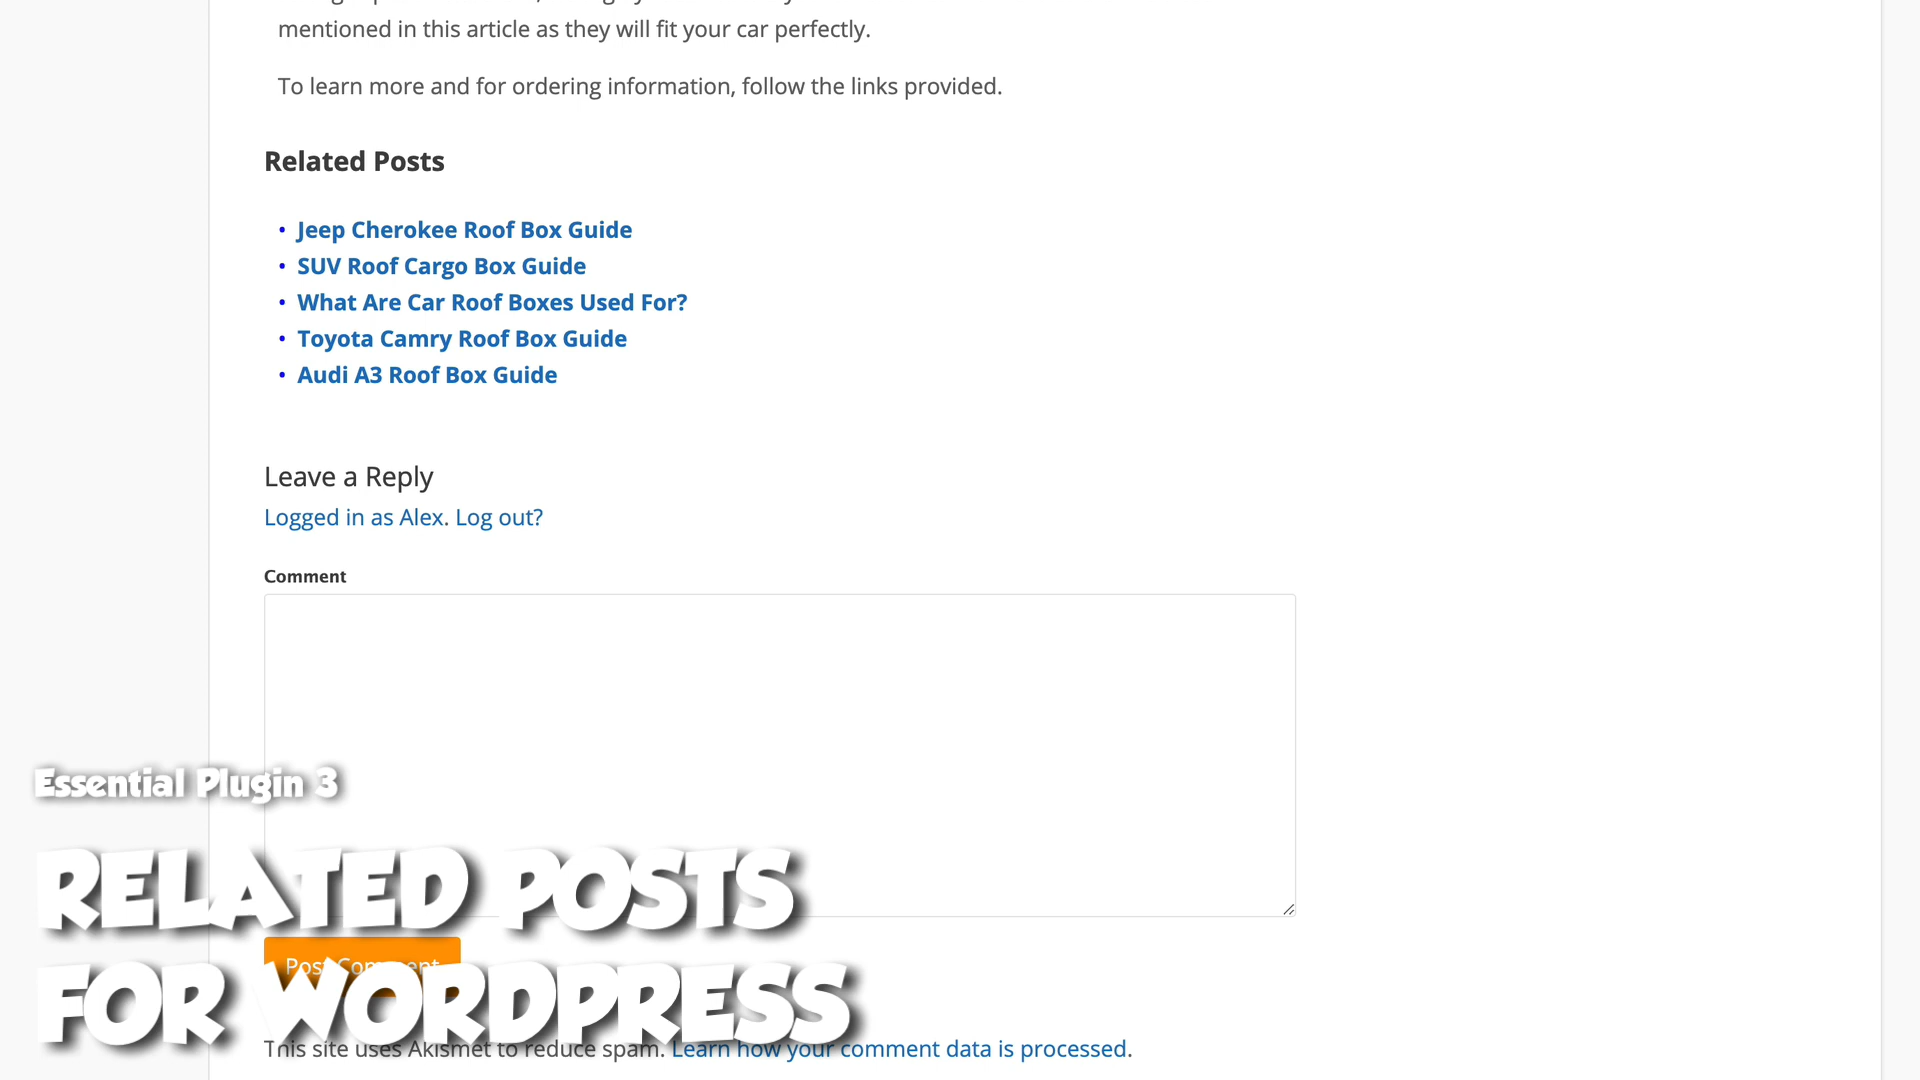 mentioned in this article as they will fit your car perfectly.
To learn more and for ordering information, follow the links provided.
Related Posts
• Jeep Cherokee Roof Box Guide
• SUV Roof Cargo Box Guide
• What Are Car Roof Boxes Used For?
• Toyota Camry Roof Box Guide
• Audi A3 Roof Box Guide
Leave a Reply
Logged in as Alex. Log out?
Comment
Essential Plugin 3
RELATED POSTS
Post Comment
FOR WORDPRESS
This site uses Akismet to reduce spam. Learn how your comment data is processed.